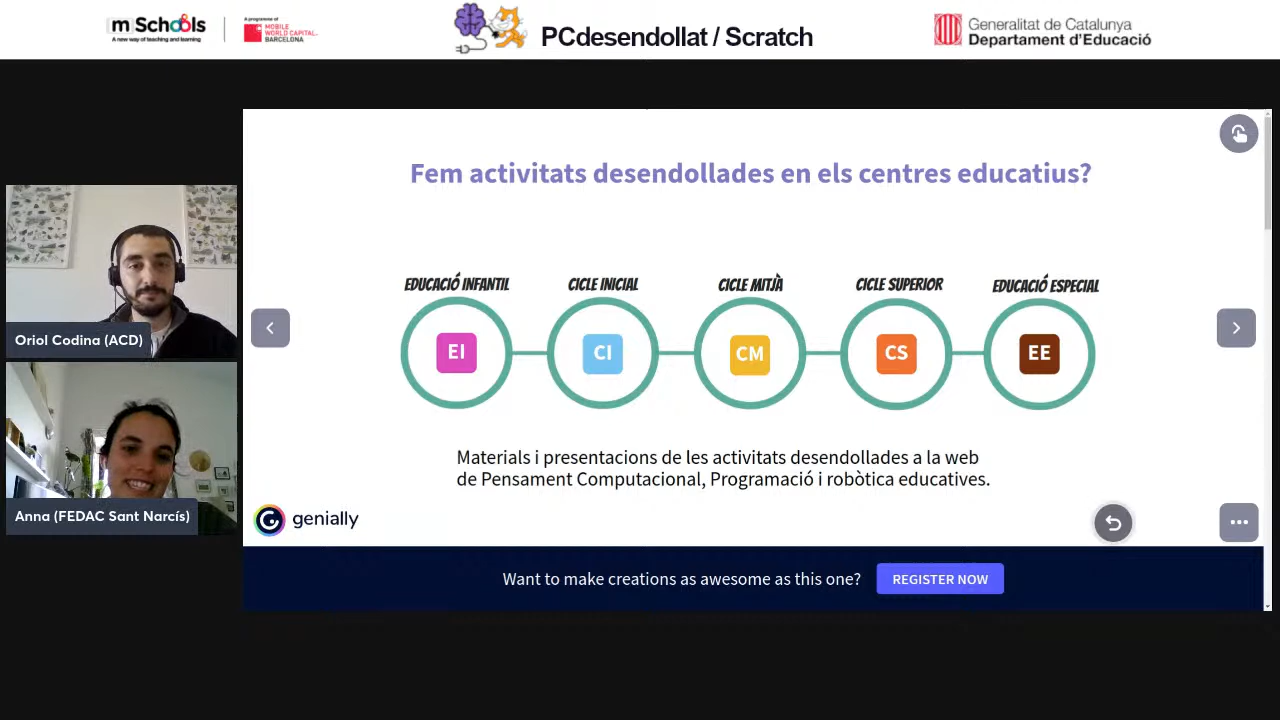 mSchools
A new way of teaching and learning
A programme of
MOBILE
WORLD CAPITAL
BARCELONA
PCdesendollat / Scratch
Generalitat de Catalunya
Departament d'Educació
Fem activitats desendollades en els centres educatius?
EDUCACIÓ INFANTIL
CICLE INICIAL
CICLE MITJÀ
CICLE SUPERIOR
EDUCACIÓ ESPECIAL
EI
CI
CM
CS
EE
Oriol Codina (ACD)
Materials i presentacions de les activitats desendollades a la web
de Pensament Computacional, Programació i robòtica educatives.
Anna (FEDAC Sant Narcís)
genially
Want to make creations as awesome as this one?
REGISTER NOW